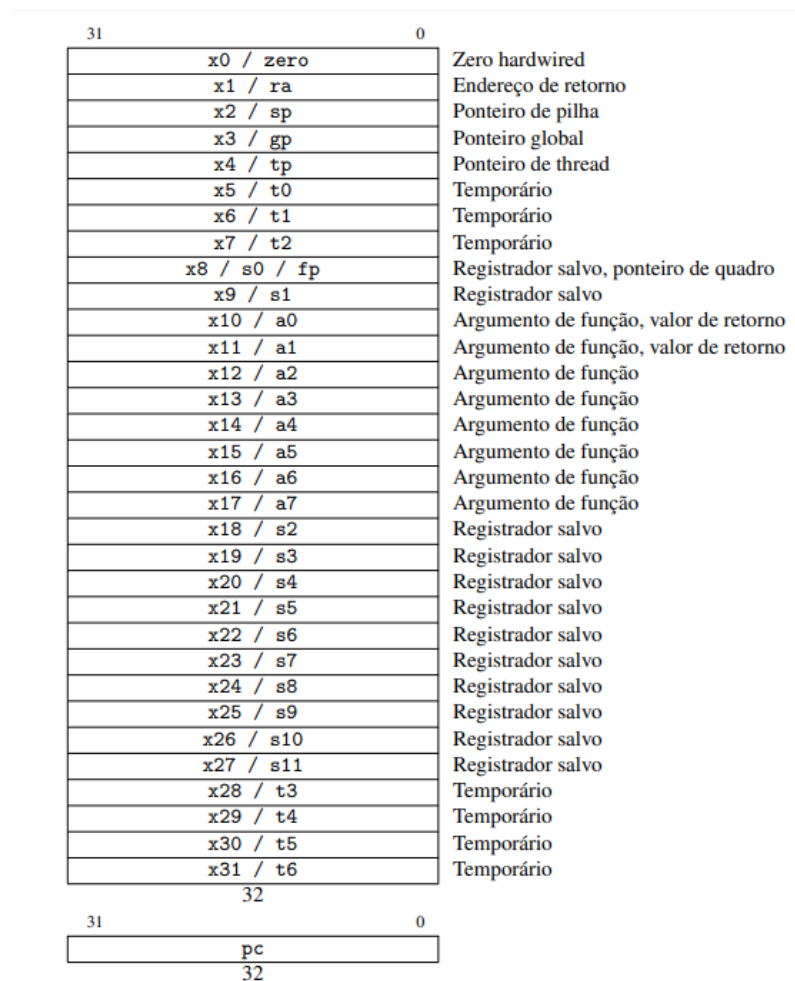 31 0
x0 / zero Zero hardwired
x1 / ra Endereço de retorno
x2 / sp Ponteiro de pilha
x3 / gp Ponteiro global
x4 / tp Ponteiro de thread
x5 / t0 Temporário
x6 / t1 Temporário
x7 / t2 Temporário
x8 / s0 / fp Registrador salvo, ponteiro de quadro
x9 / s1 Registrador salvo
x10 / a0 Argumento de função, valor de retorno
x11 / a1 Argumento de função, valor de retorno
x12 / a2 Argumento de função
x13 / a3 Argumento de função
x14 / a4 Argumento de função
x15 / a5 Argumento de função
x16 / a6 Argumento de função
x17 / a7 Argumento de função
x18 / s2 Registrador salvo
x19 / s3 Registrador salvo
x20 / s4 Registrador salvo
x21 / s5 Registrador salvo
x22 / s6 Registrador salvo
x23 / s7 Registrador salvo
x24 / s8 Registrador salvo
x25 / s9 Registrador salvo
x26 / s10 Registrador salvo
x27 / s11 Registrador salvo
x28 / t3 Temporário
x29 / t4 Temporário
x30 / t5 Temporário
x31 / t6 Temporário
32
31 0
pc
32